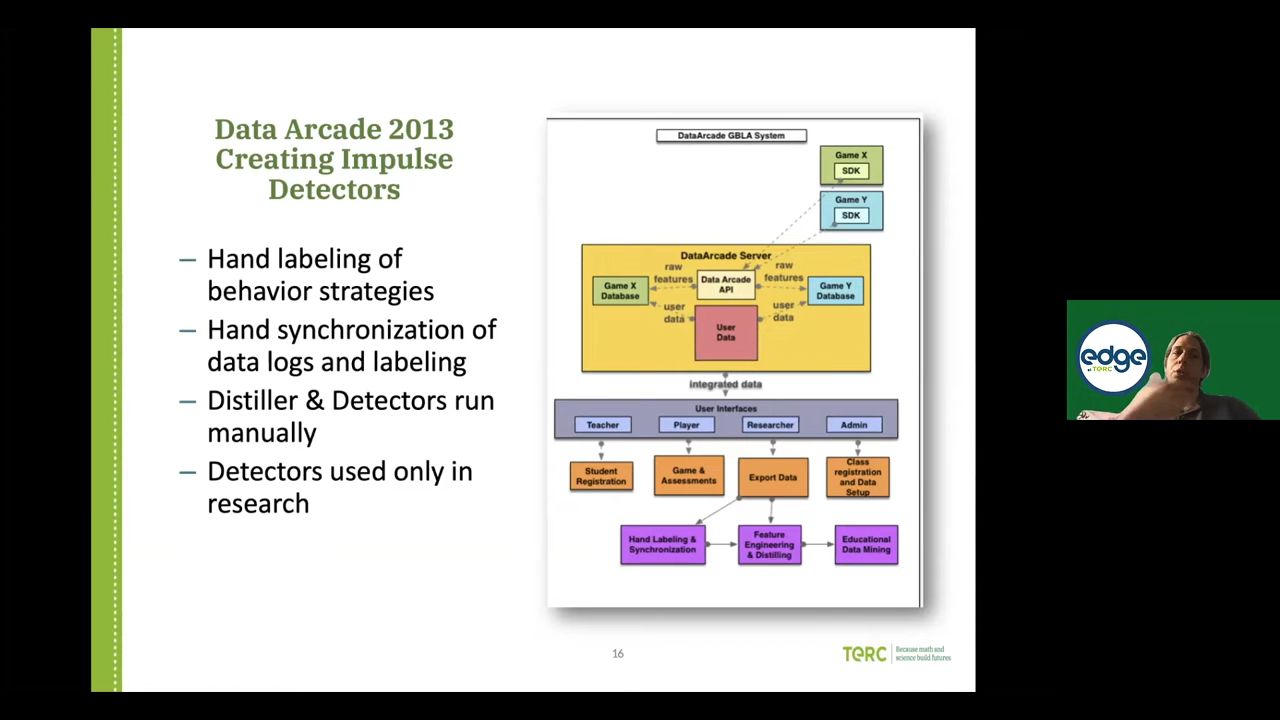 Data Arcade 2013
Creating Impulse
Detectors
– Hand labeling of
behavior strategies
– Hand synchronization of
data logs and labeling
– Distiller & Detectors run
manually
– Detectors used only in
research
DataArcade GBLA System
Game X
SDK
Game Y
SDK
DataArcade Server
raw
features
Data Arcade
API
raw
features
Game X
Database
Game Y
Database
user
data
User
Data
user
data
integrated data
User Interfaces
Teacher
Player
Researcher
Admin
Student
Registration
Game &
Assessments
Export Data
Class
registration
and Data
Setup
Hand Labeling &
Synchronization
Feature
Engineering
& Distilling
Educational
Data Mining
16
TERC
Because math and
science build futures
edge
at TERC